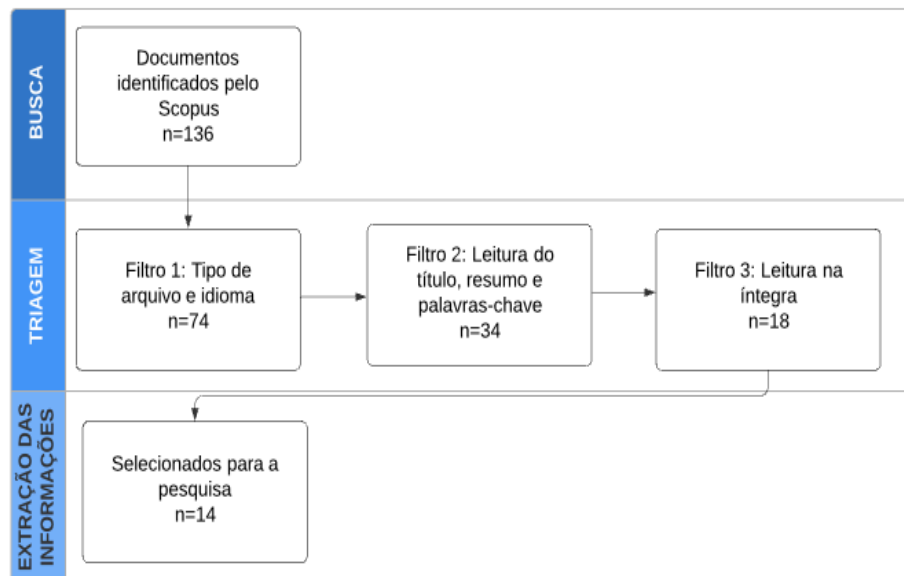 BUSCA
Documentos
identificados pelo
Scopus
n=136
TRIAGEM
Filtro 1: Tipo de
arquivo e idioma
n=74
Filtro 2: Leitura do
título, resumo e
palavras-chave
n=34
Filtro 3: Leitura na
íntegra
n=18
EXTRAÇÃO DAS
INFORMAÇÕES
Selecionados para a
pesquisa
n=14